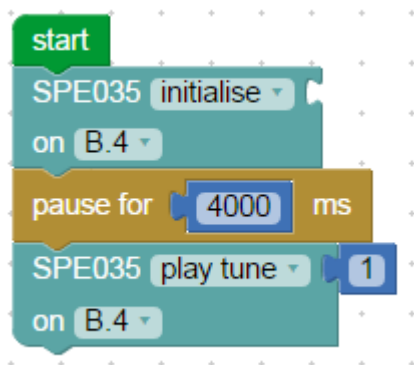 start
SPE035 initialise
on B.4
pause for 4000 ms
SPE035 play tune 1
on B.4